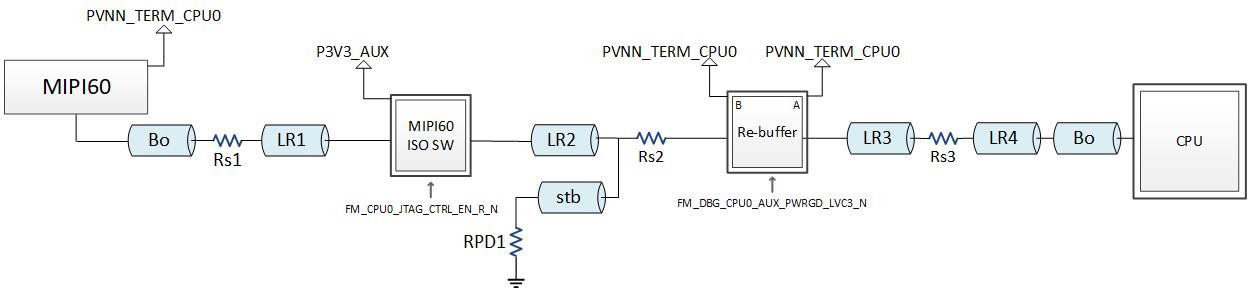 PVNN_TERM_CPU0
MIPI60
P3V3_AUX
PVNN_TERM_CPU0
PVNN_TERM_CPU0
Bo
Rs1
LR1
MIPI60
ISO SW
FM_CPU0_JTAG_CTRL_EN_R_N
LR2
stb
RPD1
Rs2
B
A
Re-buffer
FM_DBG_CPU0_AUX_PWRGD_LVC3_N
LR3
Rs3
LR4
Bo
CPU